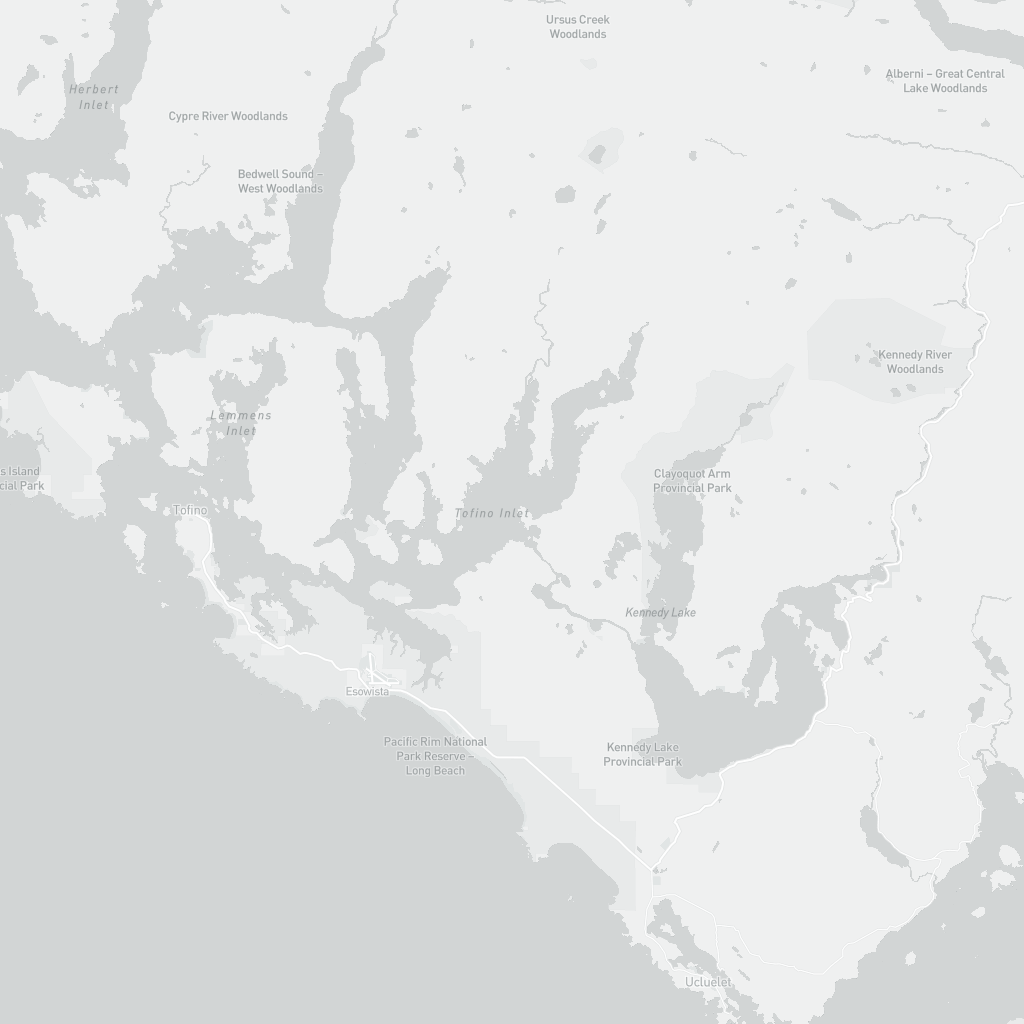 Ursus Creek
Woodlands
Alberni – Great Central
Lake Woodlands
Herbert
Inlet
Cypre River Woodlands
Bedwell Sound –
West Woodlands
Kennedy River
Woodlands
Lemmens
Inlet
s Island
cial Park
Clayoquot Arm
Provincial Park
Tofino
Tofino Inlet
Kennedy Lake
Esowista
Pacific Rim National
Park Reserve –
Long Beach
Kennedy Lake
Provincial Park
Ucluelet